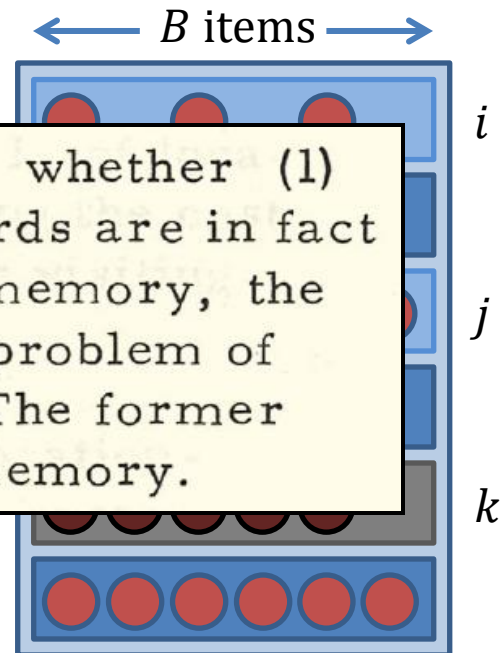 B items
i
whether (1)
rds are in fact
memory, the
problem of
The former
emory.
j
k